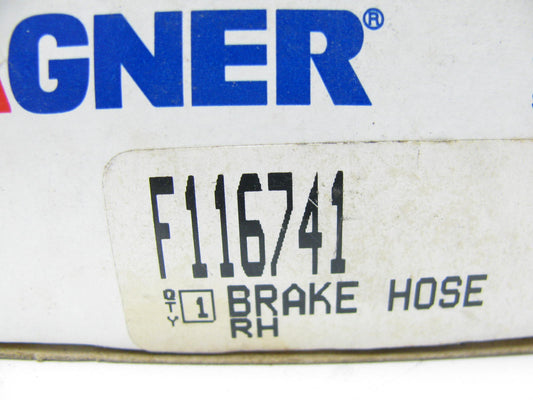 AGNER®
F116741
QTY 1 BRAKE HOSE
RH